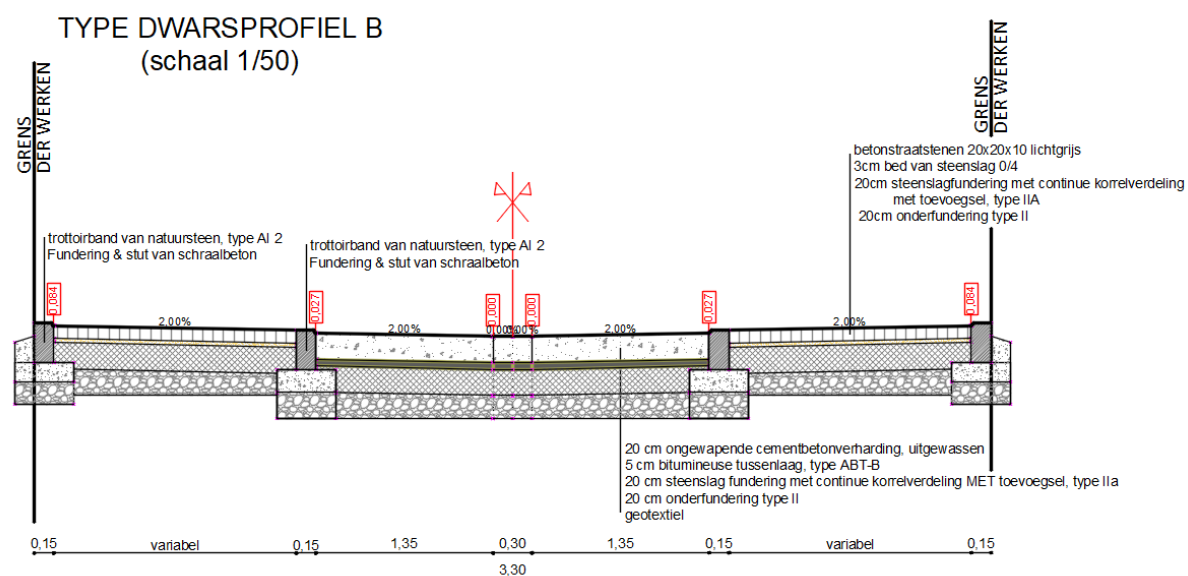 TYPE DWARSPROFIEL B
(schaal 1/50)
GRENS
DER WERKEN
GRENS
DER WERKEN
betonstraatstenen 20x20x10 lichtgrijs
3cm bed van steenslag 0/4
20cm steenslagfundering met continue korrelverdeling
met toevoegsel, type IIA
20cm onderfundering type II
trottoirband van natuursteen, type AI 2
Fundering & stut van schraalbeton
trottoirband van natuursteen, type AI 2
Fundering & stut van schraalbeton
0,084
0,027
0,000
0,000
0,027
0,084
2,00%
2,00%
0,00%
0,00%
2,00%
2,00%
20 cm ongewapende cementbetonverharding, uitgewassen
5 cm bitumineuse tussenlaag, type ABT-B
20 cm steenslag fundering met continue korrelverdeling MET toevoegsel, type IIa
20 cm onderfundering type II
geotextiel
0,15 variabel 0,15 1,35 0,30 1,35 0,15 variabel 0,15
3,30